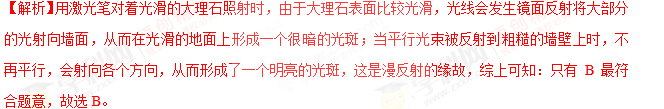 【解析】用激光笔对着光滑的大理石照射时，由于大理石表面比较光滑，光线会发生镜面反射将大部分
的光射向墙面，从而在光滑的地面上形成一个很暗的光斑；当平行光束被反射到粗糙的墙壁上时，不
再平行，会射向各个方向，从而形成了一个明亮的光斑，这是漫反射的缘故，综上可知：只有 B 最符
合题意，故选 B。